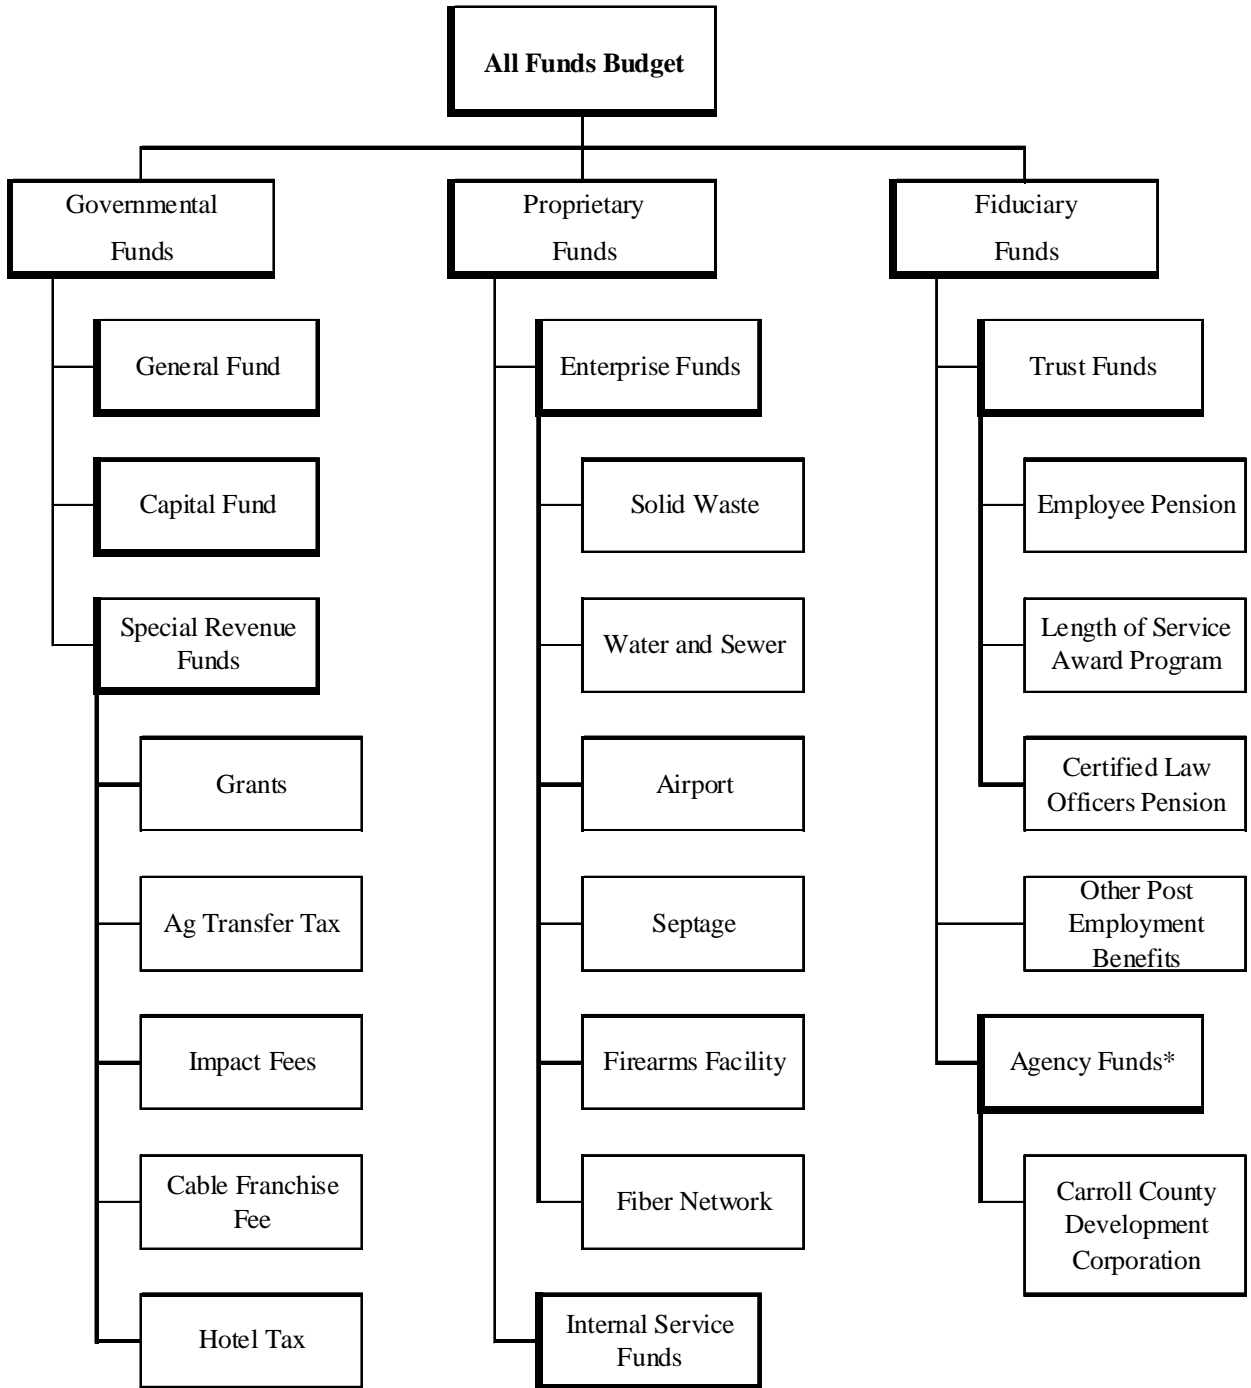 All Funds Budget
Governmental
Funds
General Fund
Capital Fund
Special Revenue
Funds
Grants
Ag Transfer Tax
Impact Fees
Cable Franchise
Fee
Hotel Tax
Proprietary
Funds
Enterprise Funds
Solid Waste
Water and Sewer
Airport
Septage
Firearms Facility
Fiber Network
Internal Service
Funds
Fiduciary
Funds
Trust Funds
Employee Pension
Length of Service
Award Program
Certified Law
Officers Pension
Other Post
Employment
Benefits
Agency Funds*
Carroll County
Development
Corporation